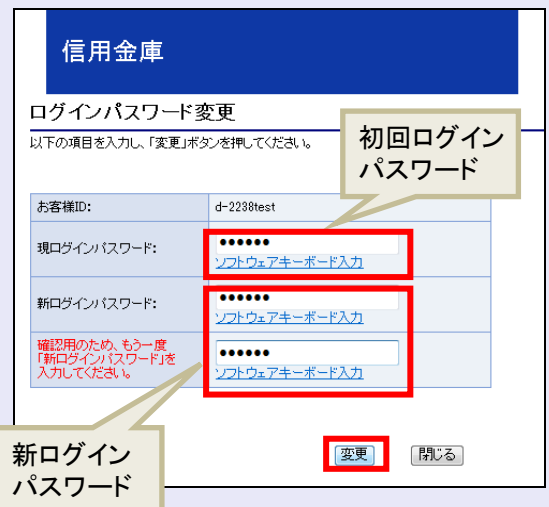 信用金庫
ログインパスワード変更
以下の項目を入力し、「変更」ボタンを押してください。
初回ログイン
パスワード
お客様ID:
d-2238test
現ログインパスワード:
●●●●●●
ソフトウェアキーボード入力
新ログインパスワード:
●●●●●●
ソフトウェアキーボード入力
確認用のため、もう一度
「新ログインパスワード」を
入力してください。
●●●●●●
ソフトウェアキーボード入力
新ログイン
パスワード
変更
閉じる